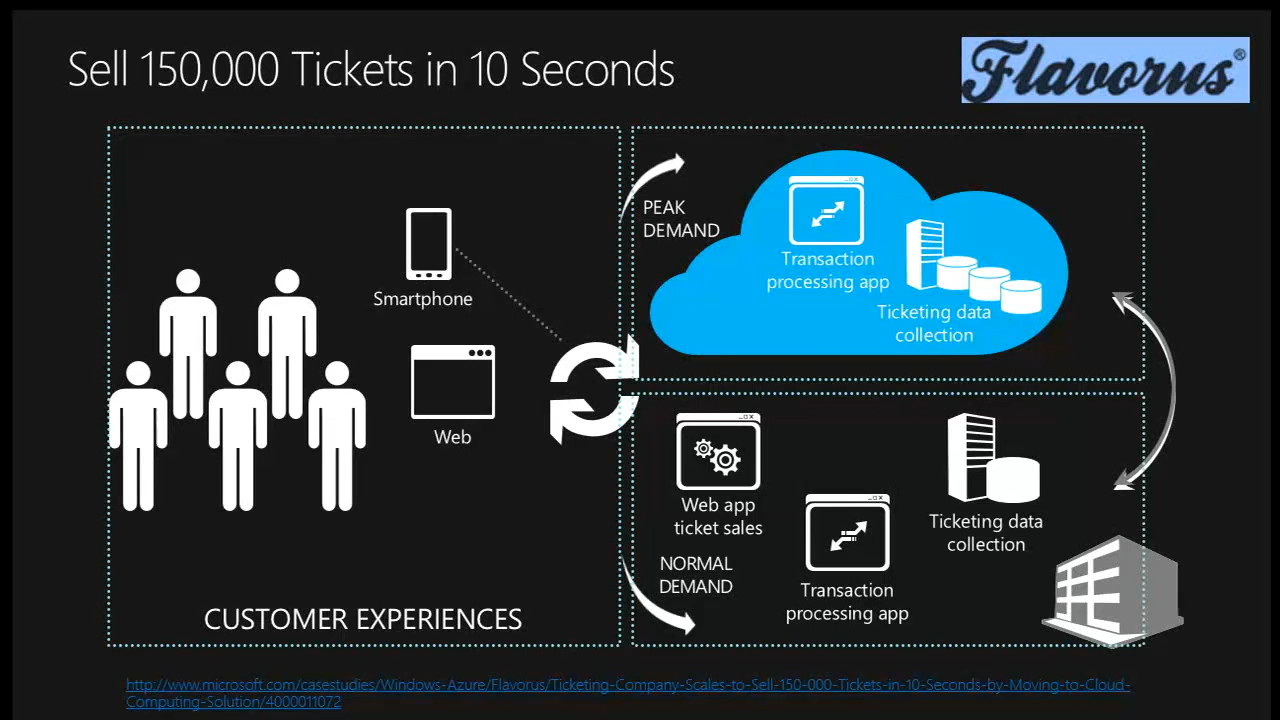 Sell 150,000 Tickets in 10 Seconds
Flavorus®
PEAK
DEMAND
Transaction
processing app
Ticketing data
collection
Smartphone
Web
Web app
ticket sales
Ticketing data
collection
NORMAL
DEMAND
Transaction
processing app
CUSTOMER EXPERIENCES
http://www.microsoft.com/casestudies/Windows-Azure/Flavorus/Ticketing-Company-Scales-to-Sell-150-000-Tickets-in-10-Seconds-by-Moving-to-Cloud-
Computing-Solution/4000011072